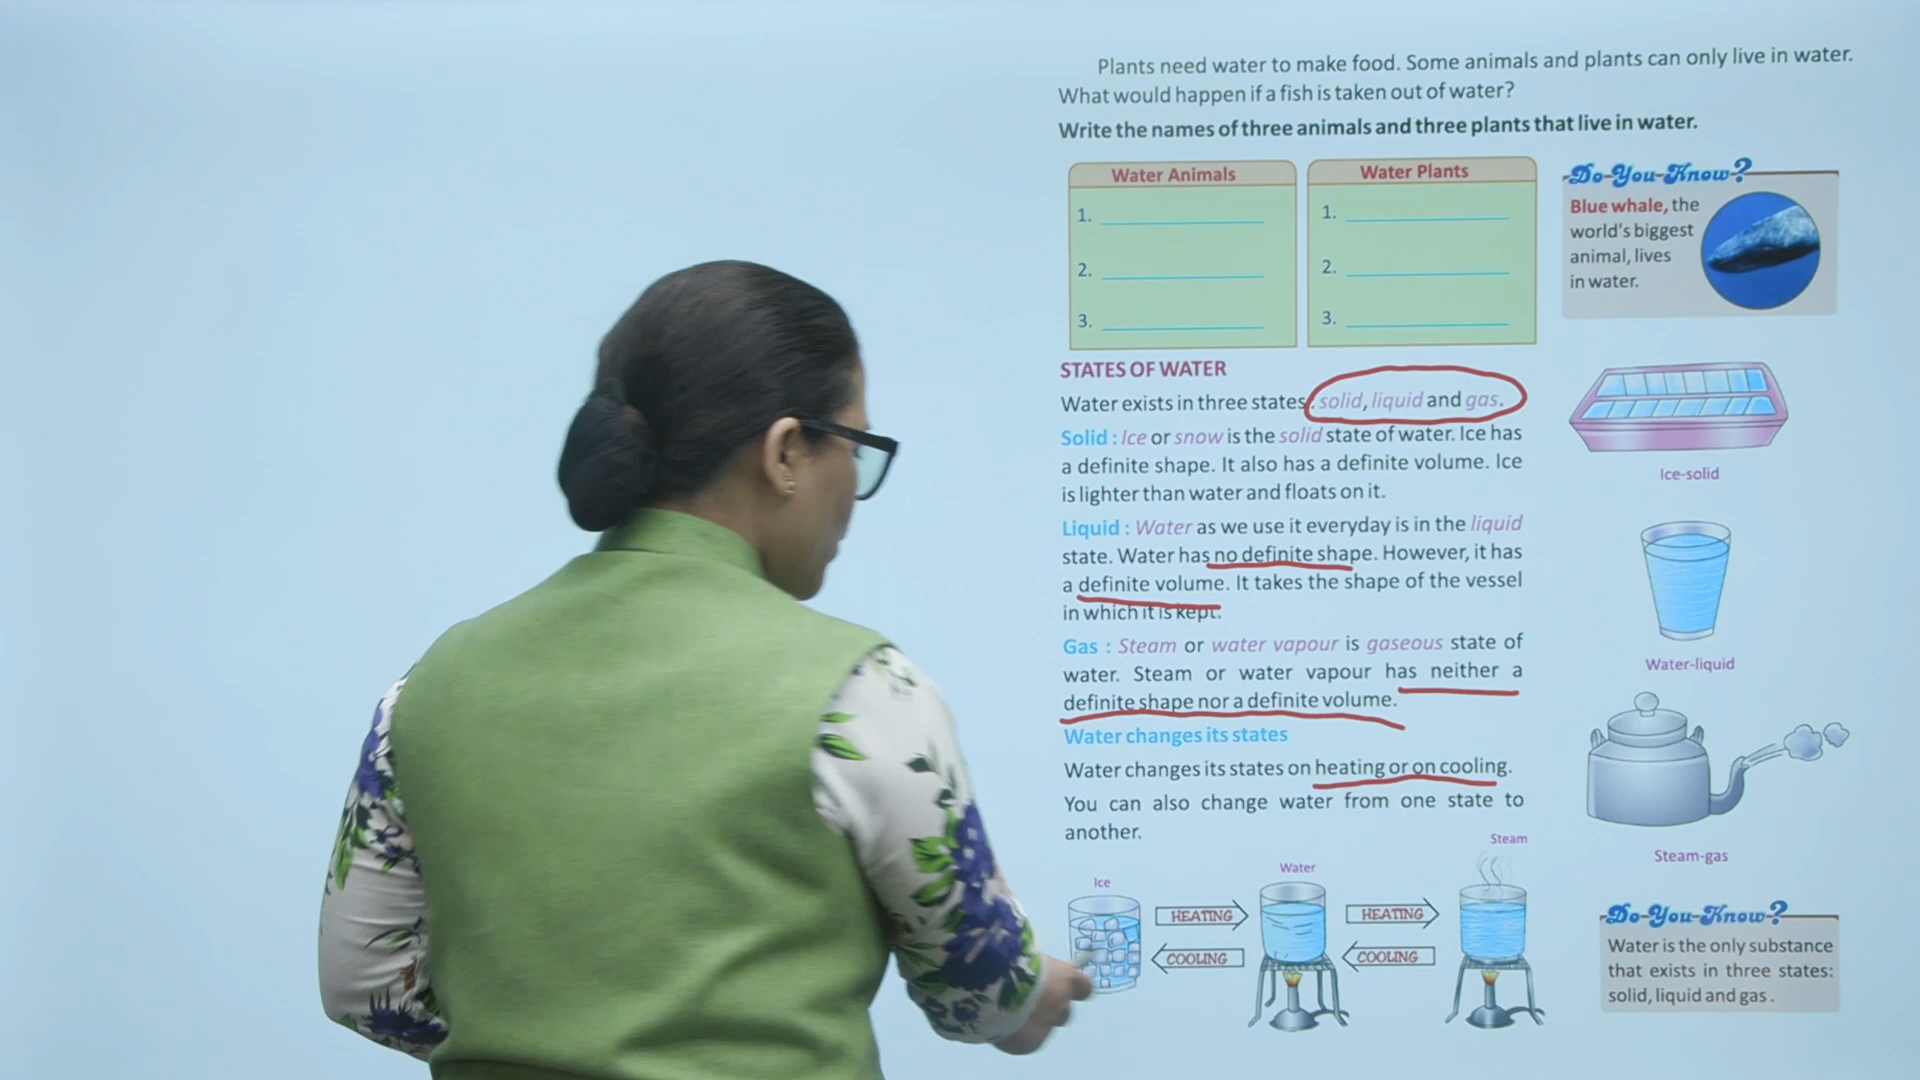 Plants need water to make food. Some animals and plants can only live in water.
What would happen if a fish is taken out of water?
Write the names of three animals and three plants that live in water.
Water Animals
1.
2.
3.
Water Plants
1.
2.
3.
Do You Know?
Blue whale, the
world's biggest
animal, lives
in water.
STATES OF WATER
Water exists in three states: solid, liquid and gas.
Solid : Ice or snow is the solid state of water. Ice has
a definite shape. It also has a definite volume. Ice
is lighter than water and floats on it.
Liquid : Water as we use it everyday is in the liquid
state. Water has no definite shape. However, it has
a definite volume. It takes the shape of the vessel
in which it is kept.
Gas : Steam or water vapour is gaseous state of
water. Steam or water vapour has neither a
definite shape nor a definite volume.
Water changes its states
Water changes its states on heating or on cooling.
You can also change water from one state to
another.
Ice-solid
Water-liquid
Steam-gas
Ice
HEATING
COOLING
Water
HEATING
COOLING
Steam
Do You Know?
Water is the only substance
that exists in three states:
solid, liquid and gas.